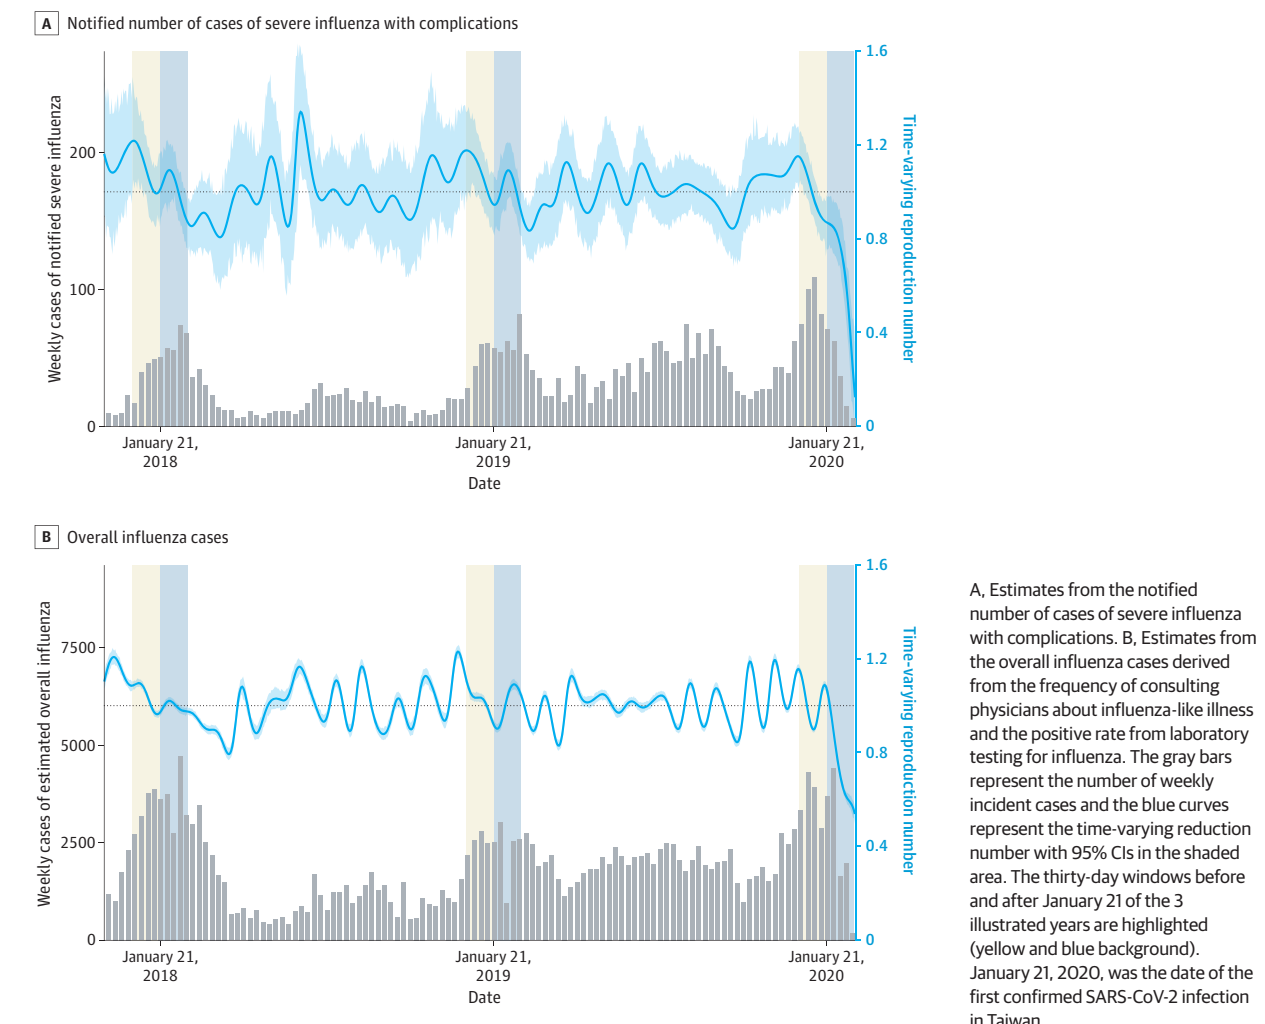 A Notified number of cases of severe influenza with complications
Weekly cases of notified severe influenza
200
100
0
1.6
1.2
0.8
0.4
0
Time-varying reproduction number
January 21,
2018
January 21,
2019
January 21,
2020
Date
B Overall influenza cases
Weekly cases of estimated overall influenza
7500
5000
2500
0
1.6
1.2
0.8
0.4
0
Time-varying reproduction number
January 21,
2018
January 21,
2019
January 21,
2020
Date
A, Estimates from the notified
number of cases of severe influenza
with complications. B, Estimates from
the overall influenza cases derived
from the frequency of consulting
physicians about influenza-like illness
and the positive rate from laboratory
testing for influenza. The gray bars
represent the number of weekly
incident cases and the blue curves
represent the time-varying reduction
number with 95% CIs in the shaded
area. The thirty-day windows before
and after January 21 of the 3
illustrated years are highlighted
(yellow and blue background).
January 21, 2020, was the date of the
first confirmed SARS-CoV-2 infection
in Taiwan.